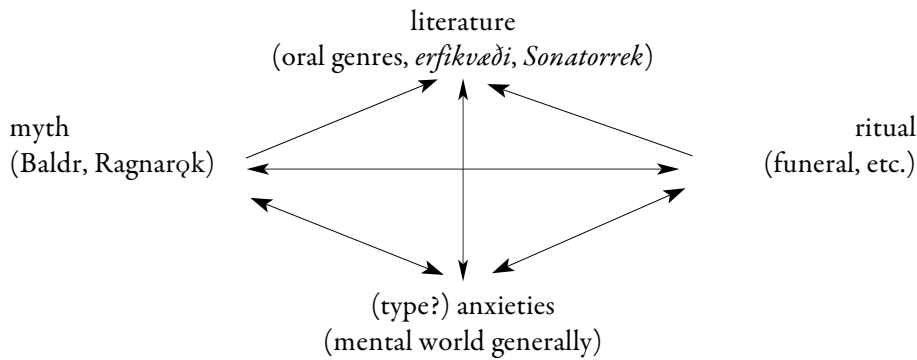 literature
(oral genres, erfikvæði, Sonatorrek)
myth
(Baldr, Ragnarǫk)
ritual
(funeral, etc.)
(type?) anxieties
(mental world generally)